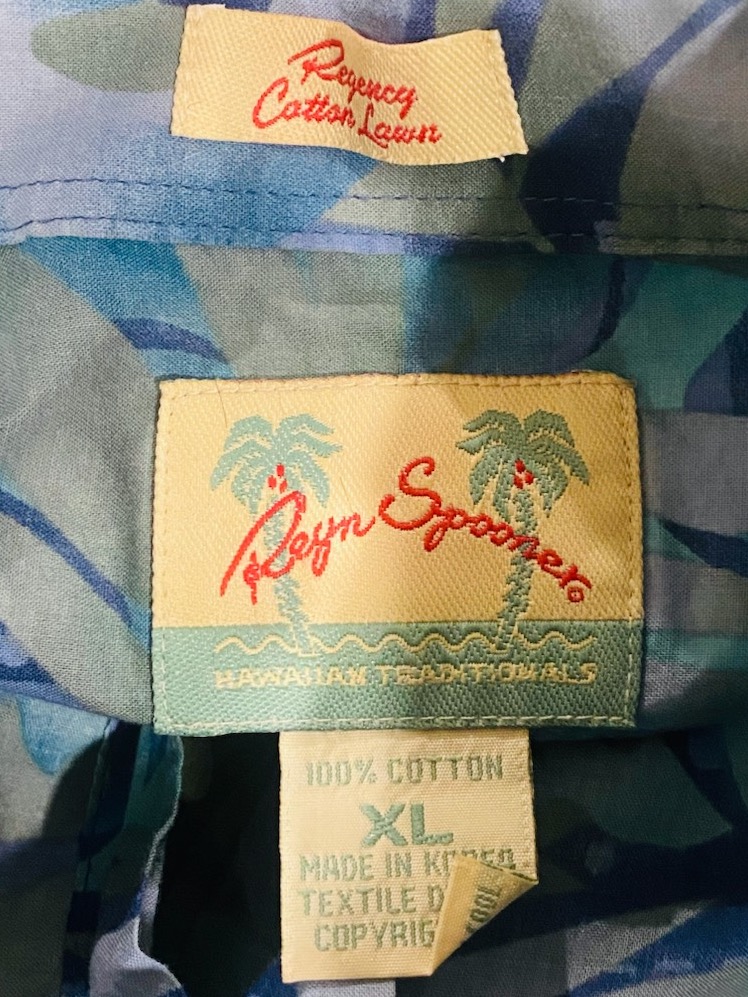 Regency
Cotton Lawn
Reyn Spooner
HAWAIIAN TRADITIONALS
100% COTTON
XL
MADE IN KOREA
TEXTILE D
COPYRIG